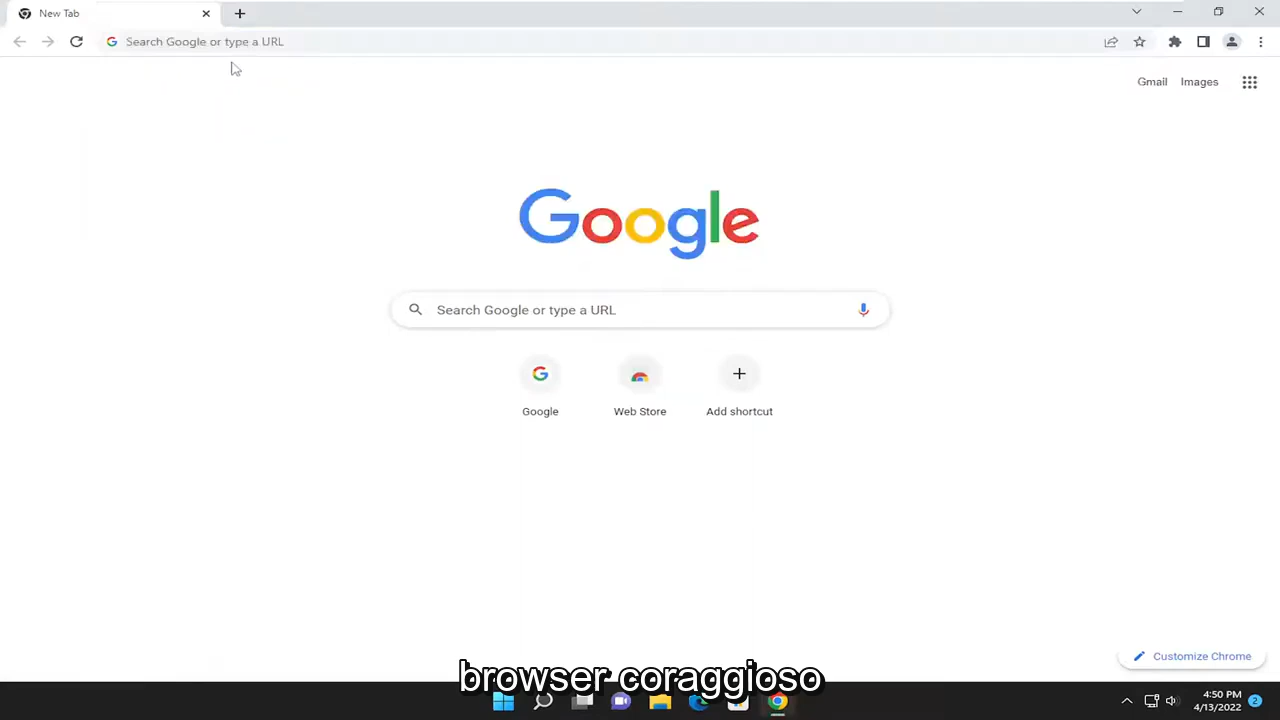 New Tab
Search Google or type a URL
Gmail Images
Google
Search Google or type a URL
Google Web Store Add shortcut
Customize Chrome
browser coraggioso
4:50 PM
4/13/2022
2